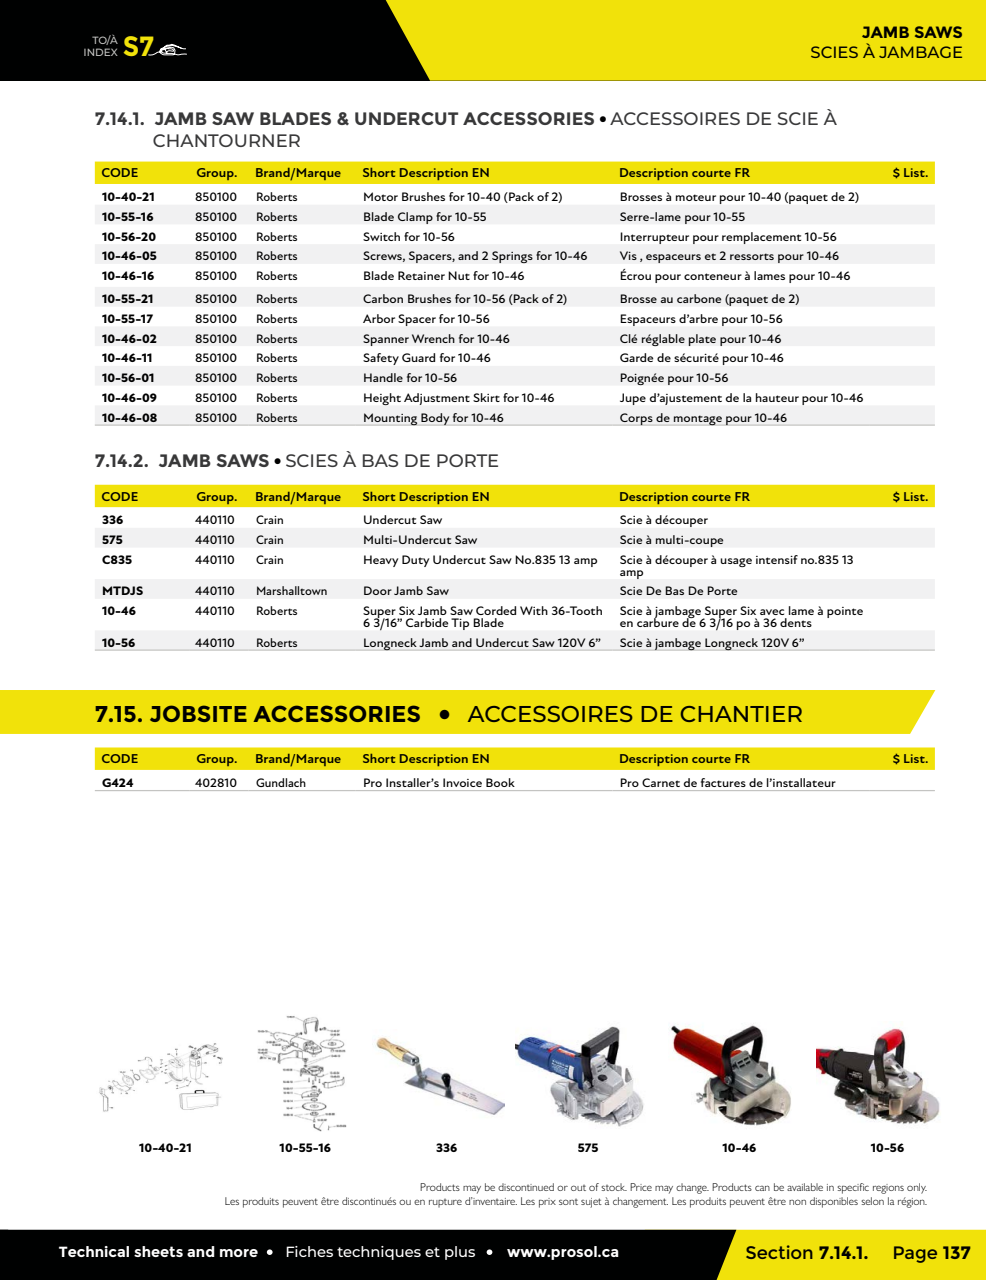 TO/À
INDEX S7
JAMB SAWS
SCIES À JAMBAGE
7.14.1. JAMB SAW BLADES & UNDERCUT ACCESSORIES • ACCESSOIRES DE SCIE À
CHANTOURNER
CODE Group. Brand/Marque Short Description EN Description courte FR $ List.
10-40-21 850100 Roberts Motor Brushes for 10-40 (Pack of 2) Brosses à moteur pour 10-40 (paquet de 2)
10-55-16 850100 Roberts Blade Clamp for 10-55 Serre-lame pour 10-55
10-56-20 850100 Roberts Switch for 10-56 Interrupteur pour remplacement 10-56
10-46-05 850100 Roberts Screws, Spacers, and 2 Springs for 10-46 Vis , espaceurs et 2 ressorts pour 10-46
10-46-16 850100 Roberts Blade Retainer Nut for 10-46 Écrou pour conteneur à lames pour 10-46
10-55-21 850100 Roberts Carbon Brushes for 10-56 (Pack of 2) Brosse au carbone (paquet de 2)
10-55-17 850100 Roberts Arbor Spacer for 10-56 Espaceurs d'arbre pour 10-56
10-46-02 850100 Roberts Spanner Wrench for 10-46 Clé réglable plate pour 10-46
10-46-11 850100 Roberts Safety Guard for 10-46 Garde de sécurité pour 10-46
10-56-01 850100 Roberts Handle for 10-56 Poignée pour 10-56
10-46-09 850100 Roberts Height Adjustment Skirt for 10-46 Jupe d'ajustement de la hauteur pour 10-46
10-46-08 850100 Roberts Mounting Body for 10-46 Corps de montage pour 10-46
7.14.2. JAMB SAWS • SCIES À BAS DE PORTE
CODE Group. Brand/Marque Short Description EN Description courte FR $ List.
336 440110 Crain Undercut Saw Scie à découper
575 440110 Crain Multi-Undercut Saw Scie à multi-coupe
C835 440110 Crain Heavy Duty Undercut Saw No.835 13 amp Scie à découper à usage intensif no.835 13
amp
MTDJS 440110 Marshalltown Door Jamb Saw Scie De Bas De Porte
10-46 440110 Roberts Super Six Jamb Saw Corded With 36-Tooth Scie à jambage Super Six avec lame à pointe
6 3/16" Carbide Tip Blade en carbure de 6 3/16 po à 36 dents
10-56 440110 Roberts Longneck Jamb and Undercut Saw 120V 6" Scie à jambage Longneck 120V 6"
7.15. JOBSITE ACCESSORIES • ACCESSOIRES DE CHANTIER
CODE Group. Brand/Marque Short Description EN Description courte FR $ List.
G424 402810 Gundlach Pro Installer's Invoice Book Pro Carnet de factures de l'installateur
10-40-21 10-55-16 336 575 10-46 10-56
Products may be discontinued or out of stock. Price may change. Products can be available in specific regions only.
Les produits peuvent être discontinués ou en rupture d'inventaire. Les prix sont sujet à changement. Les produits peuvent être non disponibles selon la région.
Technical sheets and more • Fiches techniques et plus • www.prosol.ca
Section 7.14.1. Page 137